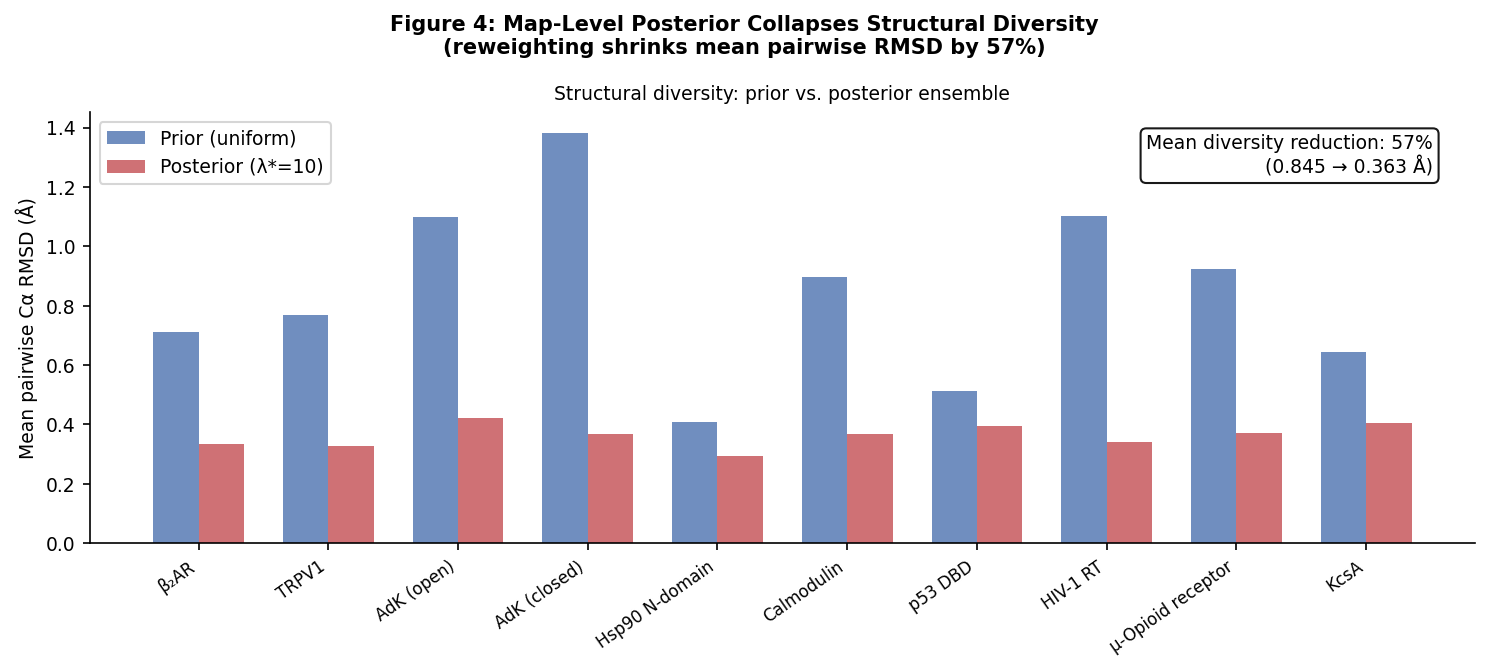 Figure 4: Map-Level Posterior Collapses Structural Diversity
(reweighting shrinks mean pairwise RMSD by 57%)
Structural diversity: prior vs. posterior ensemble
Prior (uniform)
Posterior (λ*=10)
Mean diversity reduction: 57%
(0.845 → 0.363 Å)
Mean pairwise Cα RMSD (Å)
1.4
1.2
1.0
0.8
0.6
0.4
0.2
0.0
β₂AR
TRPV1
AdK (open)
AdK (closed)
Hsp90 N-domain
Calmodulin
p53 DBD
HIV-1 RT
μ-Opioid receptor
KcsA